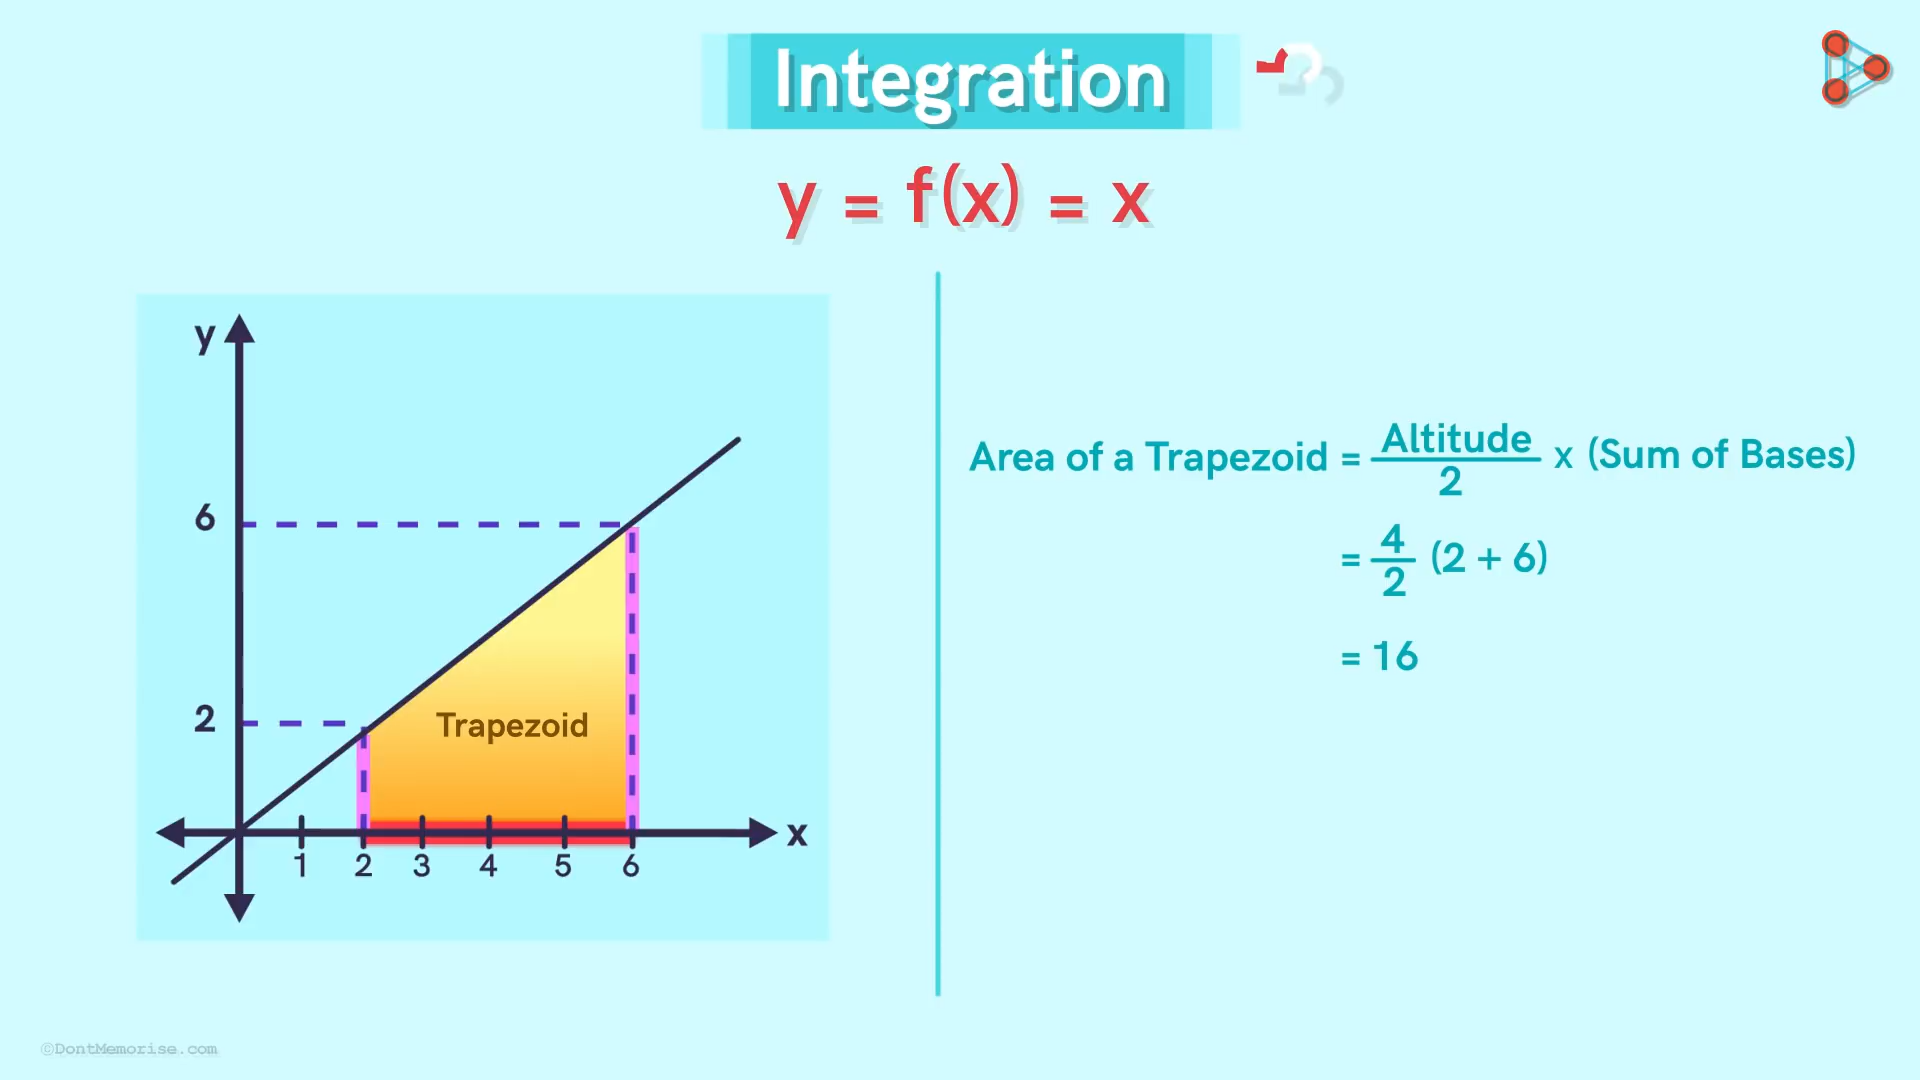 Integration
y = f(x) = x
y
6
2
Trapezoid
x
1 2 3 4 5 6
Area of a Trapezoid = Altitude/2 x (Sum of Bases)
= 4/2 (2 + 6)
= 16
©DontMemorise.com